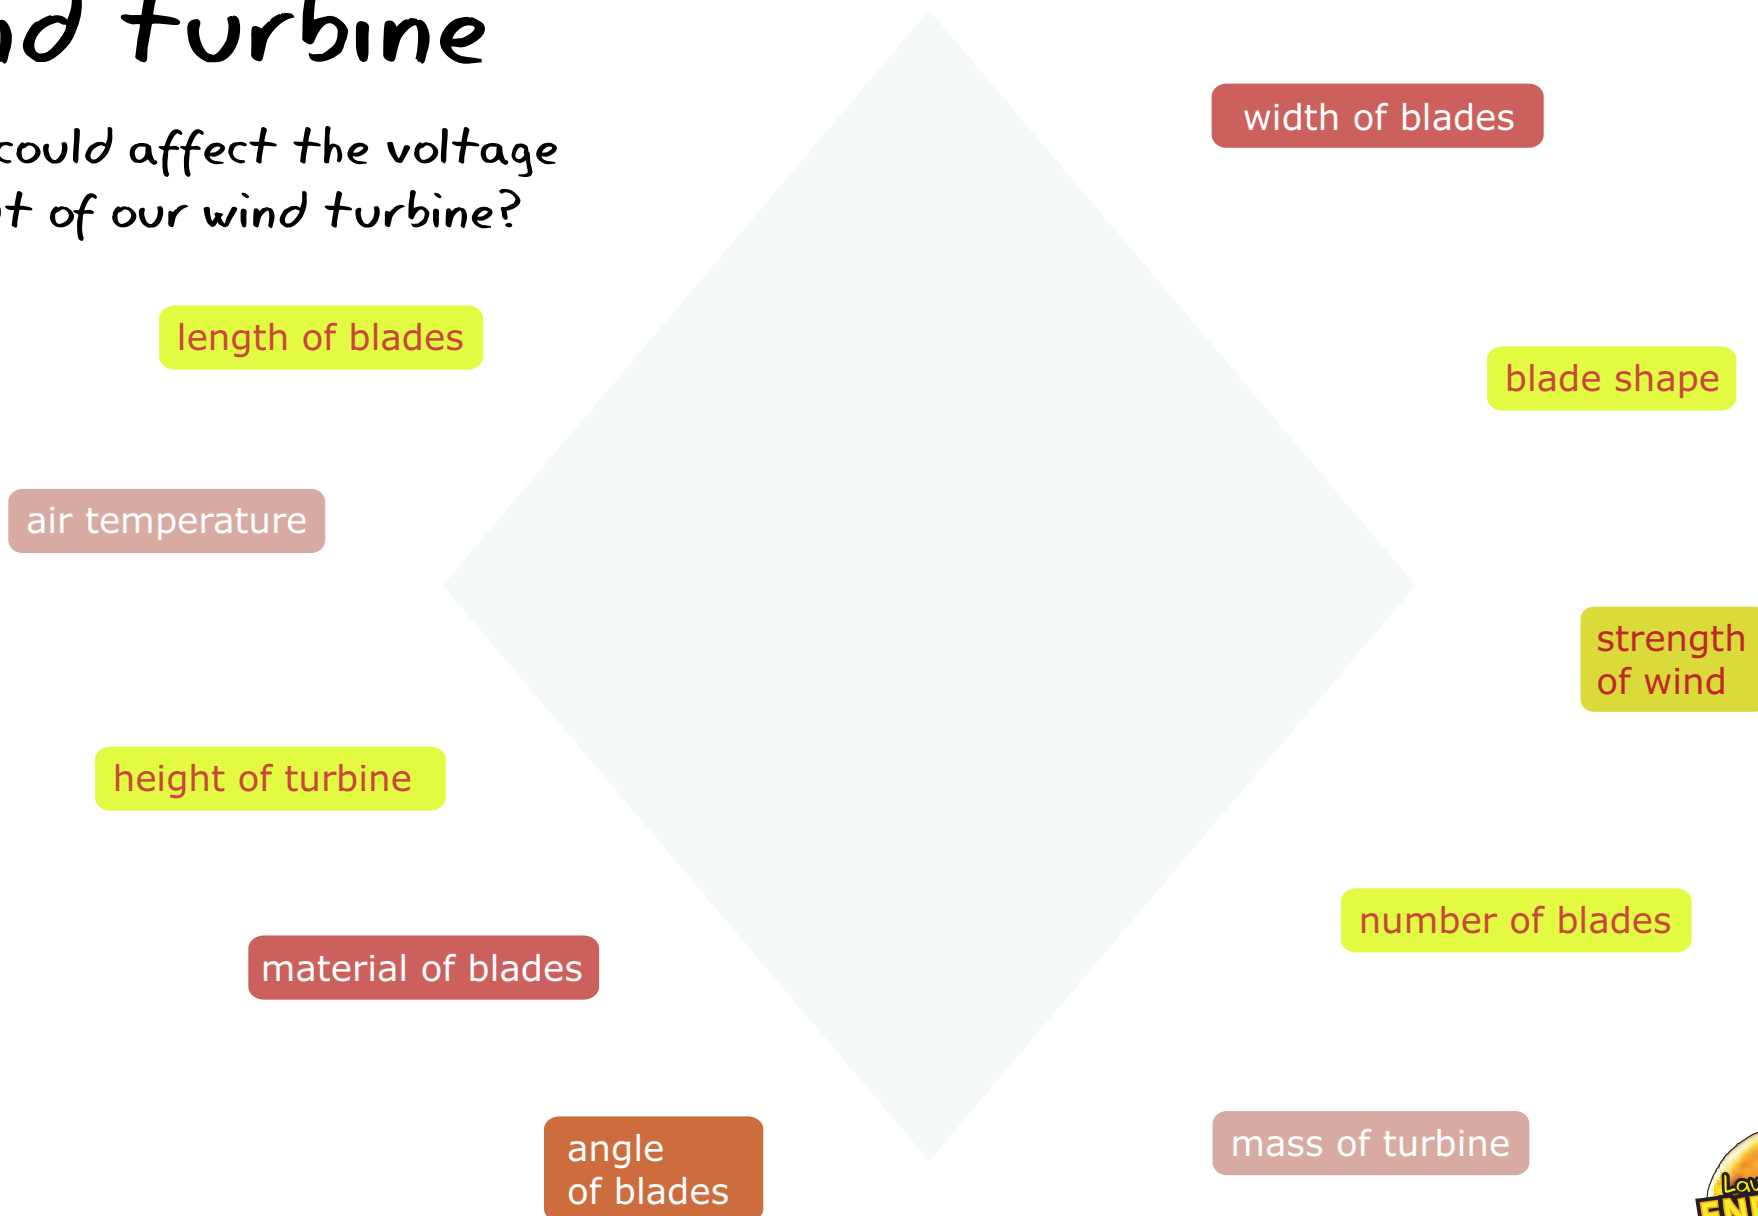 turbine
could affect the voltage
of our wind turbine?
width of blades
length of blades
blade shape
air temperature
strength
of wind
height of turbine
number of blades
material of blades
angle
of blades
mass of turbine